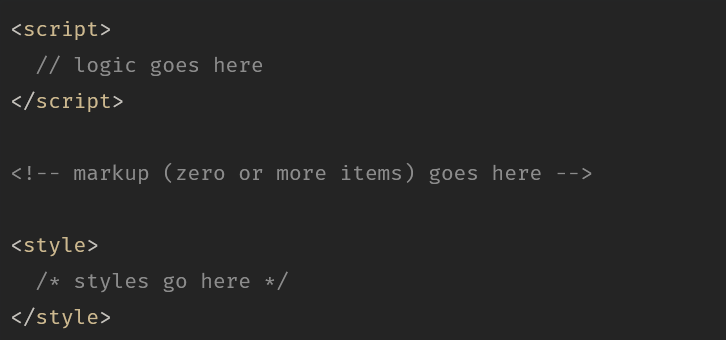 <script>
// logic goes here
</script>
<!-- markup (zero or more items) goes here -->
<style>
/* styles go here */
</style>